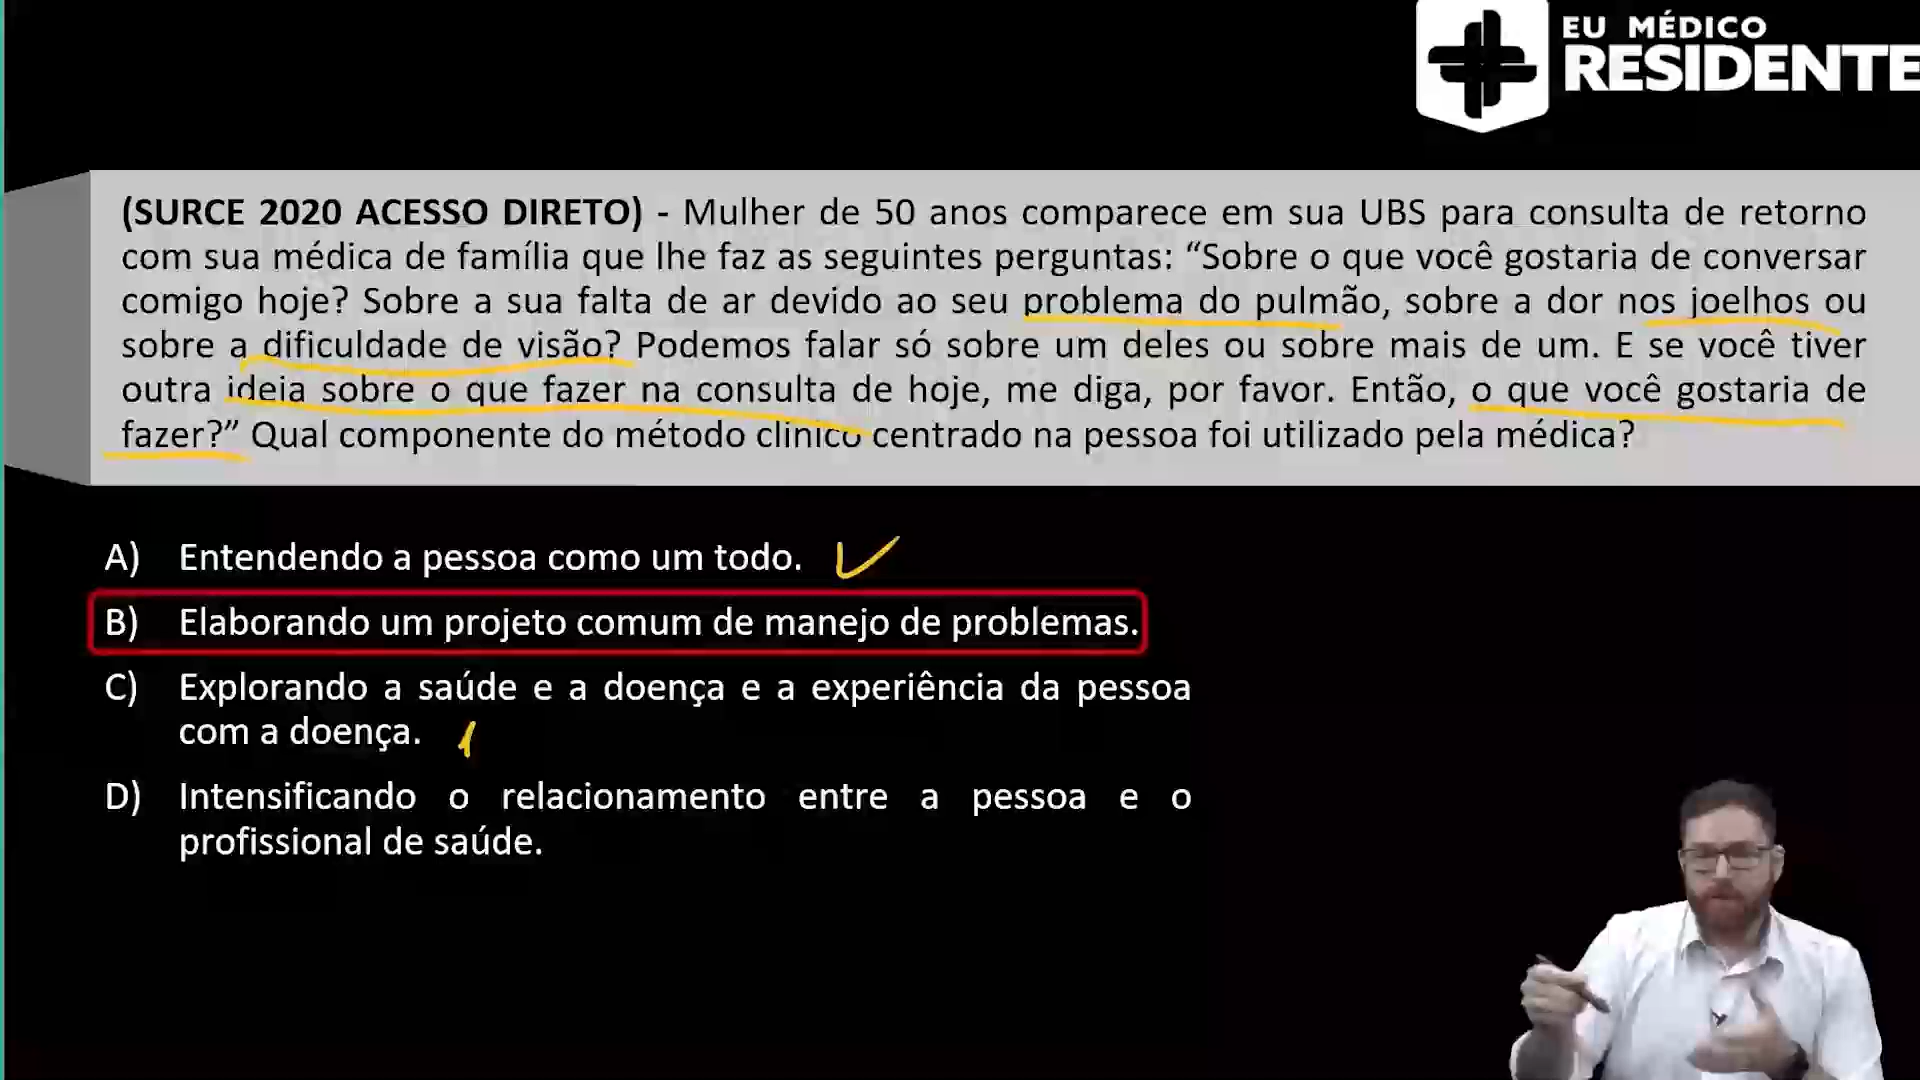 EU MÉDICO
RESIDENTE
(SURCE 2020 ACESSO DIRETO) - Mulher de 50 anos comparece em sua UBS para consulta de retorno
com sua médica de família que lhe faz as seguintes perguntas: “Sobre o que você gostaria de conversar
comigo hoje? Sobre a sua falta de ar devido ao seu problema do pulmão, sobre a dor nos joelhos ou
sobre a dificuldade de visão? Podemos falar só sobre um deles ou sobre mais de um. E se você tiver
outra ideia sobre o que fazer na consulta de hoje, me diga, por favor. Então, o que você gostaria de
fazer?” Qual componente do método clínico centrado na pessoa foi utilizado pela médica?
A) Entendendo a pessoa como um todo.
B) Elaborando um projeto comum de manejo de problemas.
C) Explorando a saúde e a doença e a experiência da pessoa
com a doença. 1
D) Intensificando o relacionamento entre a pessoa e o
profissional de saúde.